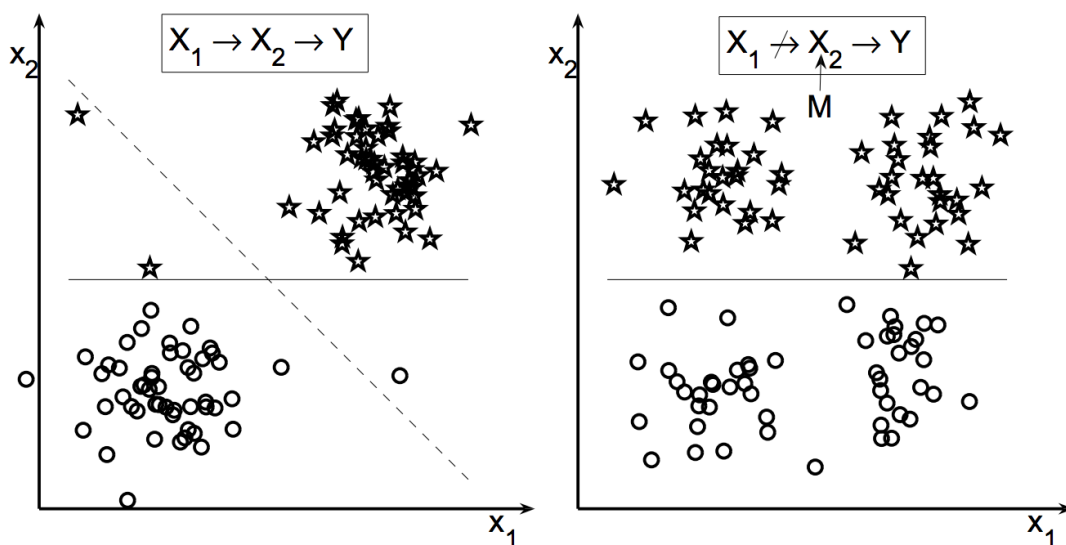 X₁ → X₂ → Y
x₂
x₁
X₁ ↛ X₂ → Y
x₂
M
x₁